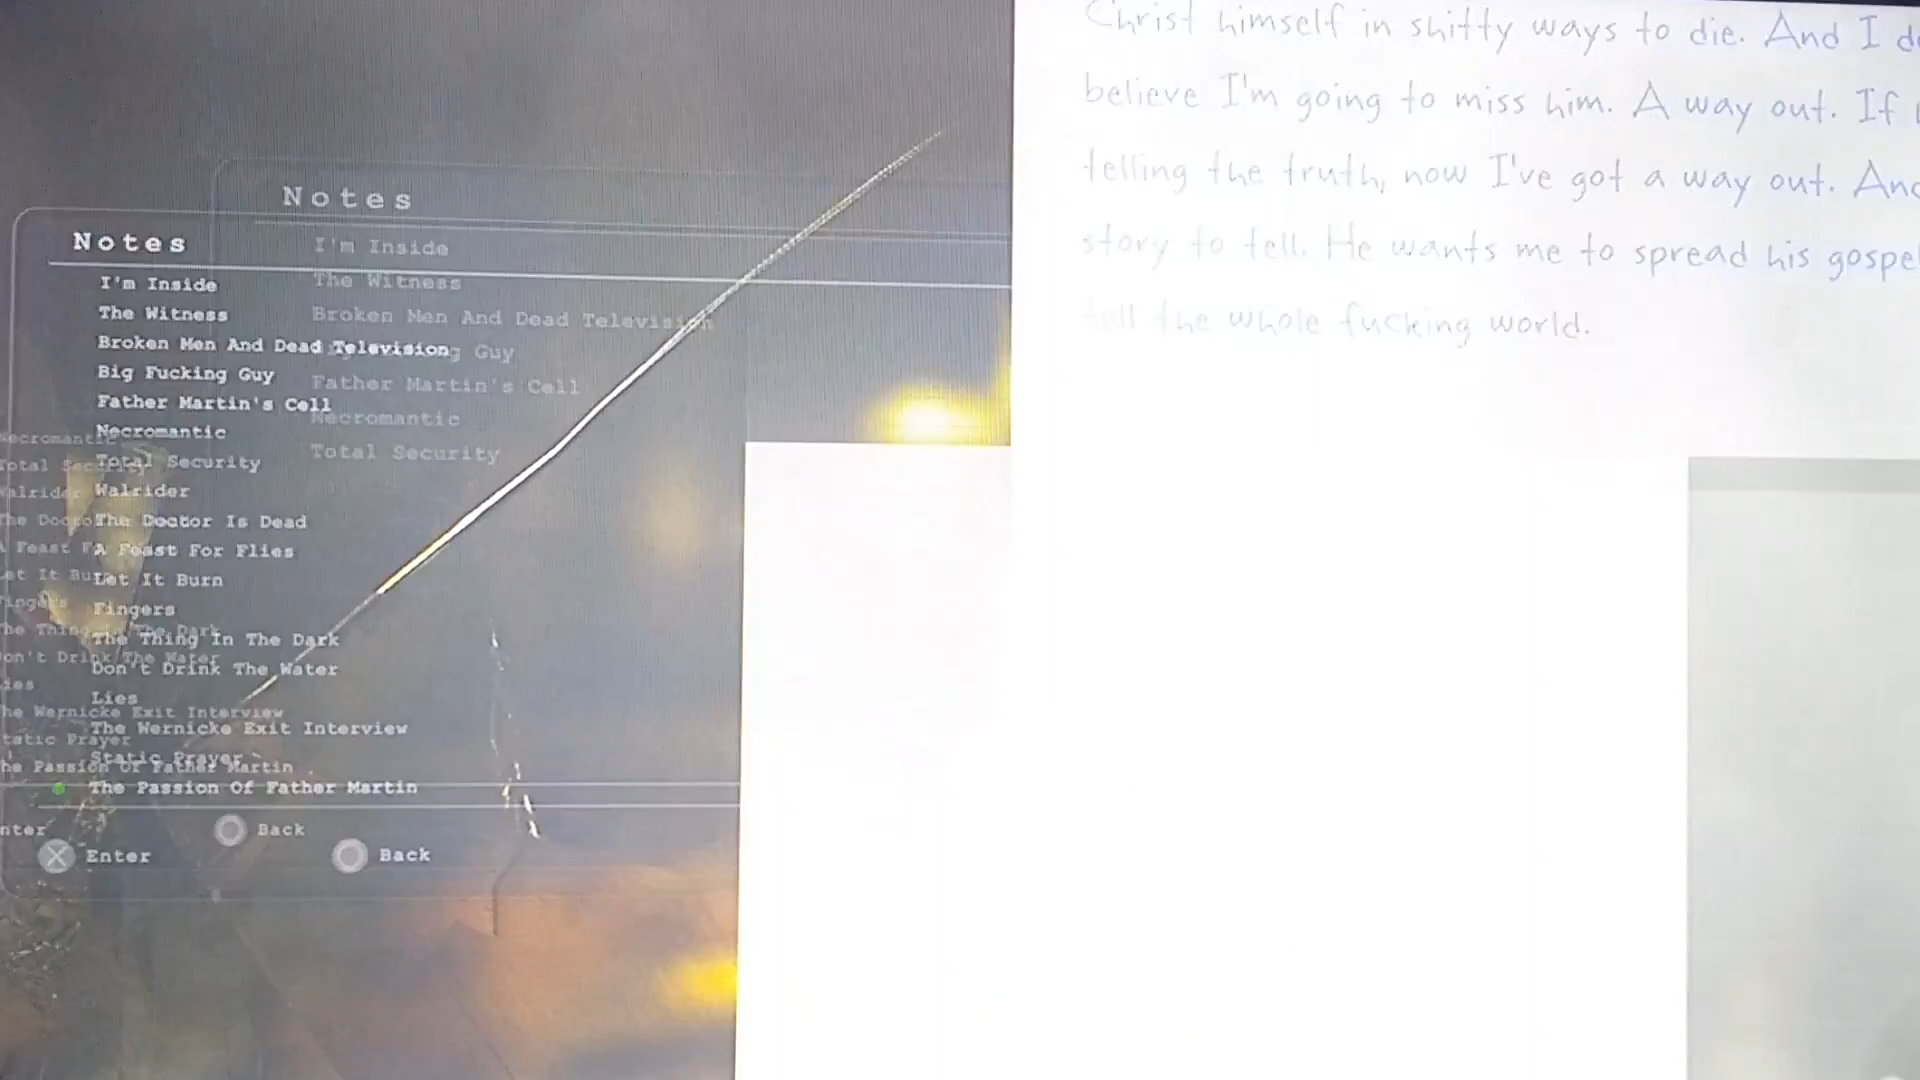 Notes
I'm Inside
The Witness
Broken Men And Dead Television
Guy
Father Martin's Cell
Necromantic
Total Security
Notes
I'm Inside
The Witness
Broken Men And Dead Television
Big Fucking Guy
Father Martin's Cell
Necromantic
Total Security
Walrider
The Doctor Is Dead
A Feast For Flies
Let It Burn
Fingers
The Thing In The Dark
Don't Drink The Water
Lies
The Wernicke Exit Interview
Static Prayer
The Passion Of Father Martin
Back
Enter
Back
Christ himself in shitty ways to die. And I
believe I'm going to miss him. A way out. If
telling the truth, now I've got a way out.
story to tell. He wants me to spread his
tell the whole fucking world.